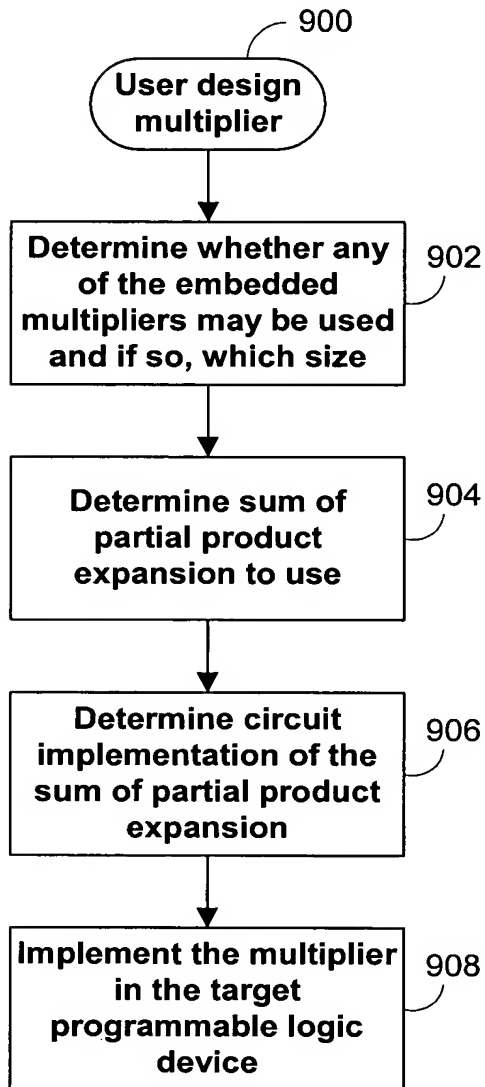 900
User design
multiplier
Determine whether any
of the embedded
multipliers may be used
and if so, which size
902
Determine sum of
partial product
expansion to use
904
Determine circuit
implementation of the
sum of partial product
expansion
906
Implement the multiplier
in the target
programmable logic
device
908